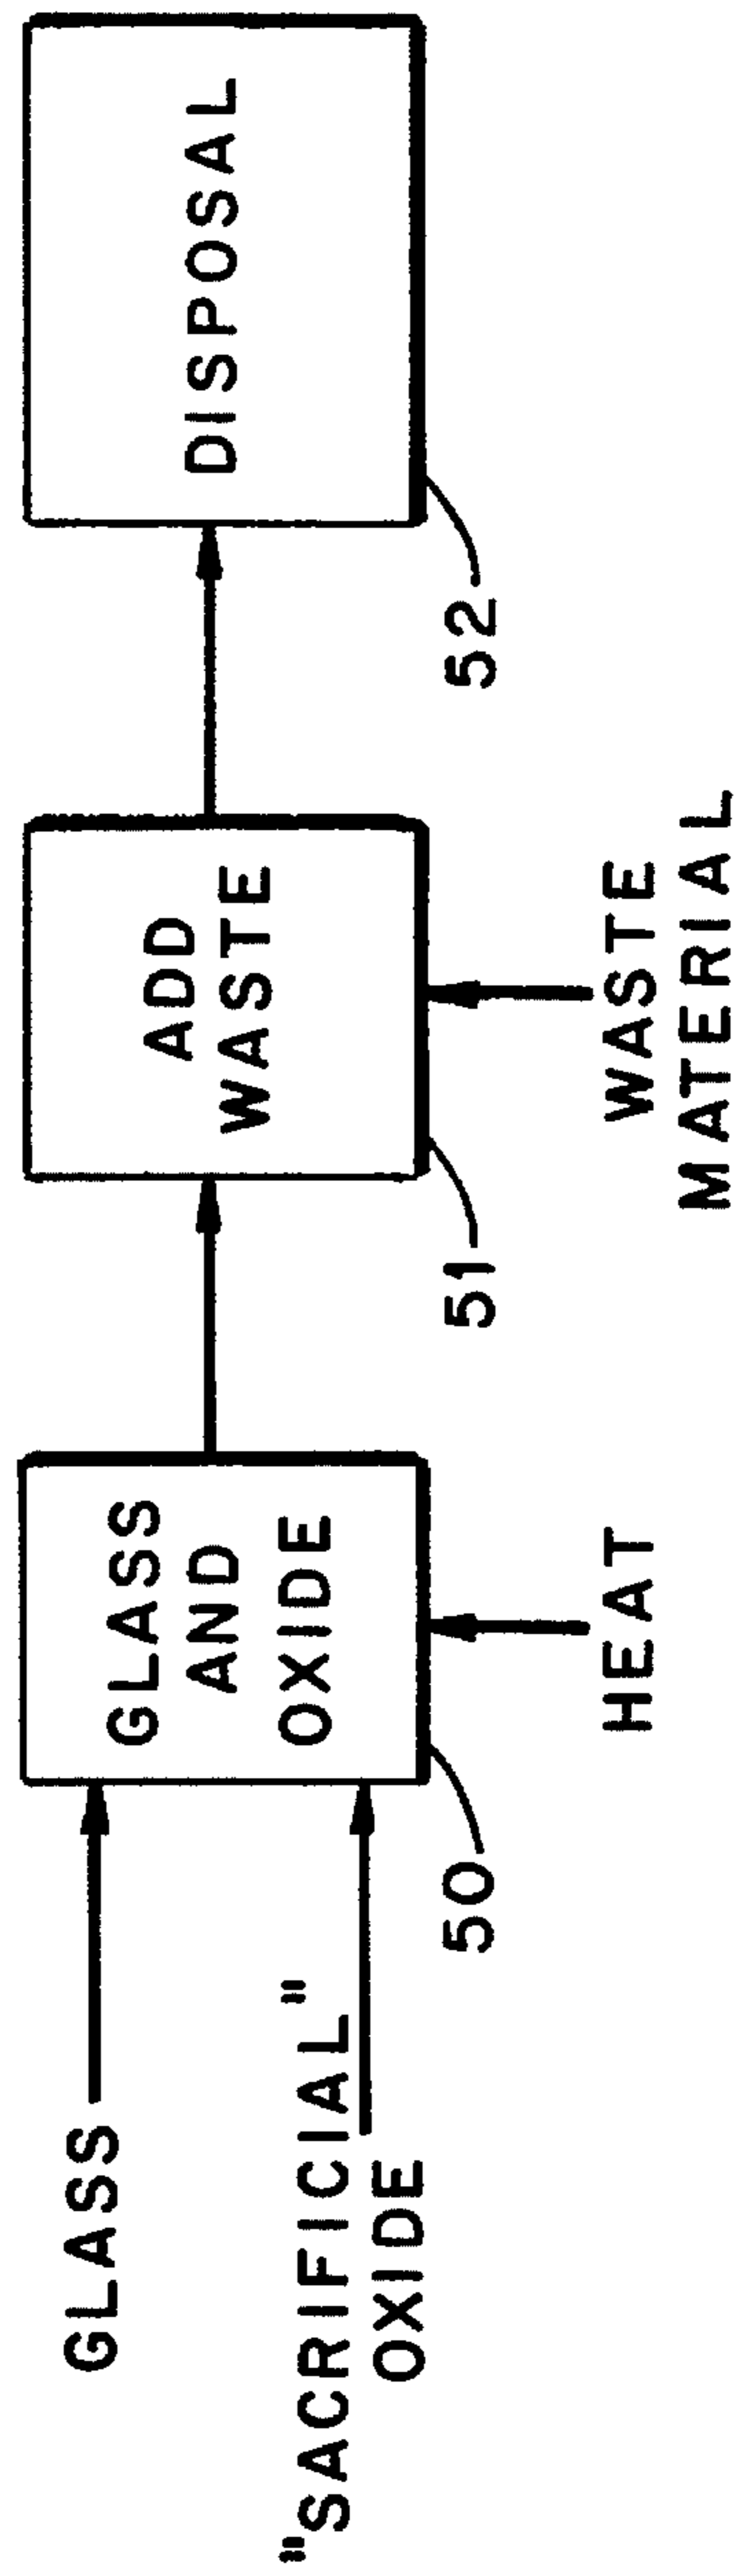 GLASS
"SACRIFICIAL"
OXIDE
GLASS
AND
OXIDE
50
HEAT
ADD
WASTE
51
WASTE
MATERIAL
DISPOSAL
52